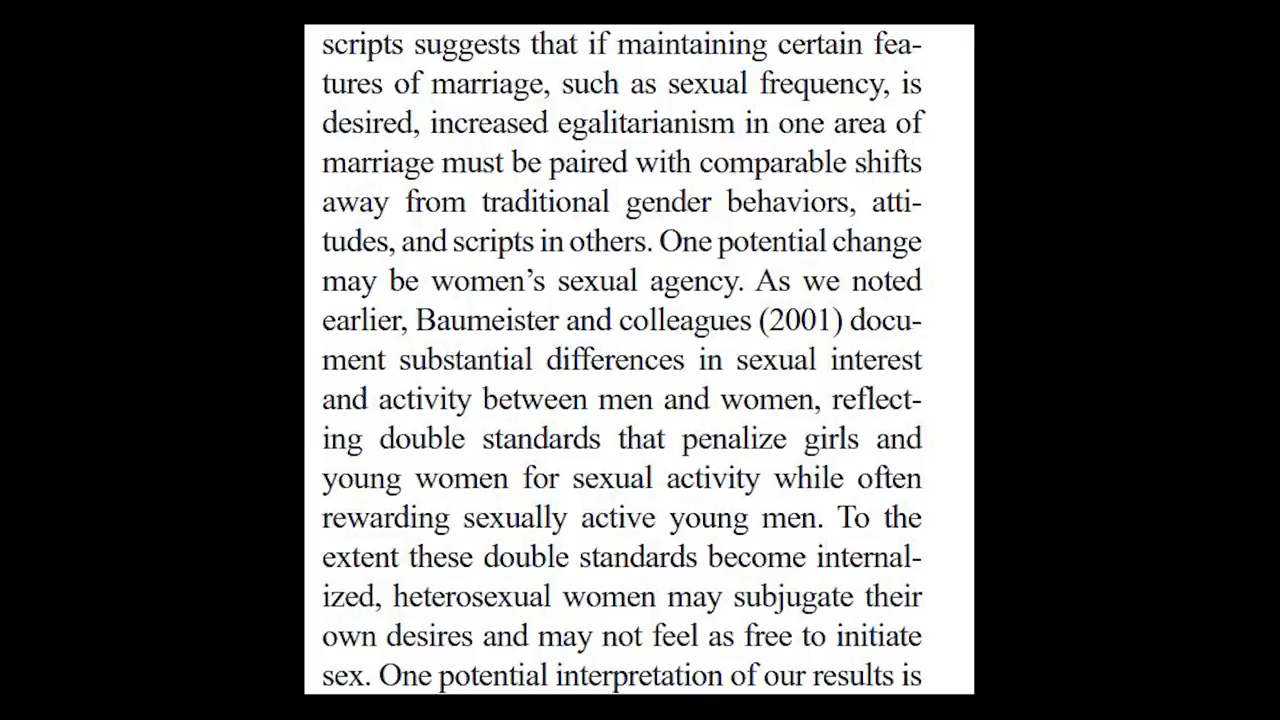 scripts suggests that if maintaining certain fea-
tures of marriage, such as sexual frequency, is
desired, increased egalitarianism in one area of
marriage must be paired with comparable shifts
away from traditional gender behaviors, atti-
tudes, and scripts in others. One potential change
may be women’s sexual agency. As we noted
earlier, Baumeister and colleagues (2001) docu-
ment substantial differences in sexual interest
and activity between men and women, reflect-
ing double standards that penalize girls and
young women for sexual activity while often
rewarding sexually active young men. To the
extent these double standards become internal-
ized, heterosexual women may subjugate their
own desires and may not feel as free to initiate
sex. One potential interpretation of our results is